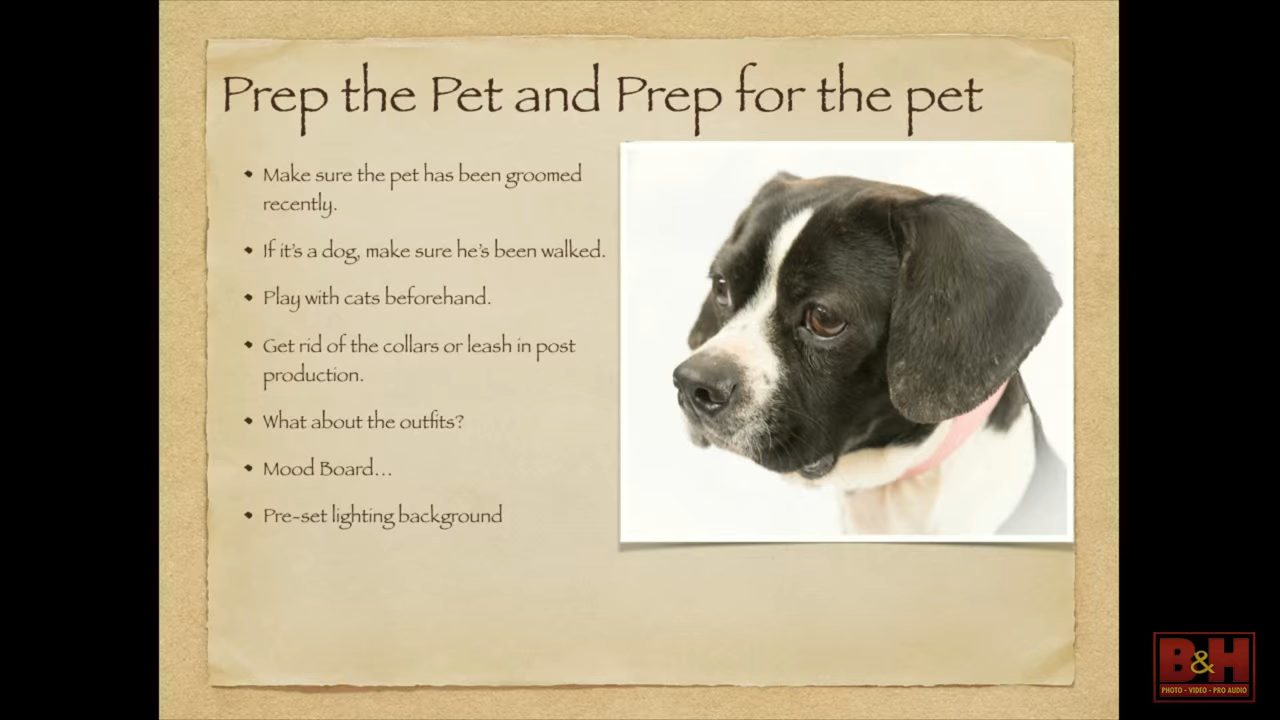 Prep the Pet and Prep for the pet
• Make sure the pet has been groomed
recently.
• If it's a dog, make sure he's been walked.
• Play with cats beforehand.
• Get rid of the collars or leash in post
production.
• What about the outfits?
• Mood Board...
• Pre-set lighting background
B&H
PHOTO - VIDEO - PRO AUDIO